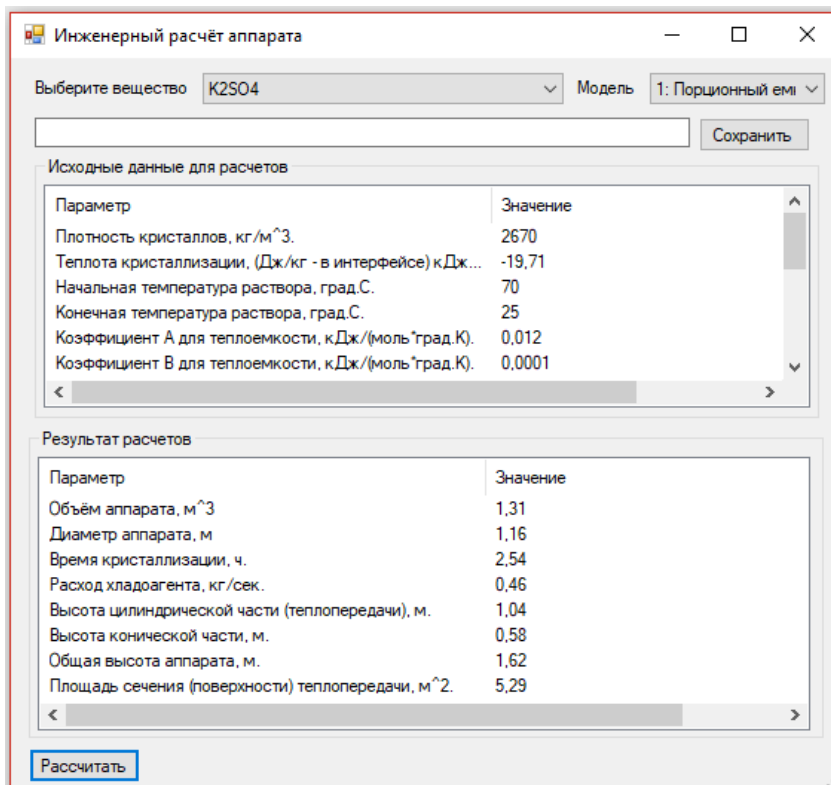 Инженерный расчёт аппарата
Выберите вещество K2SO4 Модель 1: Порционный емк
Сохранить
Исходные данные для расчетов
Параметр Значение
Плотность кристаллов, кг/м^3. 2670
Теплота кристаллизации, (Дж/кг - в интерфейсе) кДж... -19,71
Начальная температура раствора, град.С. 70
Конечная температура раствора, град.С. 25
Коэффициент А для теплоемкости, кДж/(моль*град.К). 0,012
Коэффициент В для теплоемкости, кДж/(моль*град.К). 0,0001
Результат расчетов
Параметр Значение
Объём аппарата, м^3 1,31
Диаметр аппарата, м 1,16
Время кристаллизации, ч. 2,54
Расход хладоагента, кг/сек. 0,46
Высота цилиндрической части (теплопередачи), м. 1,04
Высота конической части, м. 0,58
Общая высота аппарата, м. 1,62
Площадь сечения (поверхности) теплопередачи, м^2. 5,29
Рассчитать